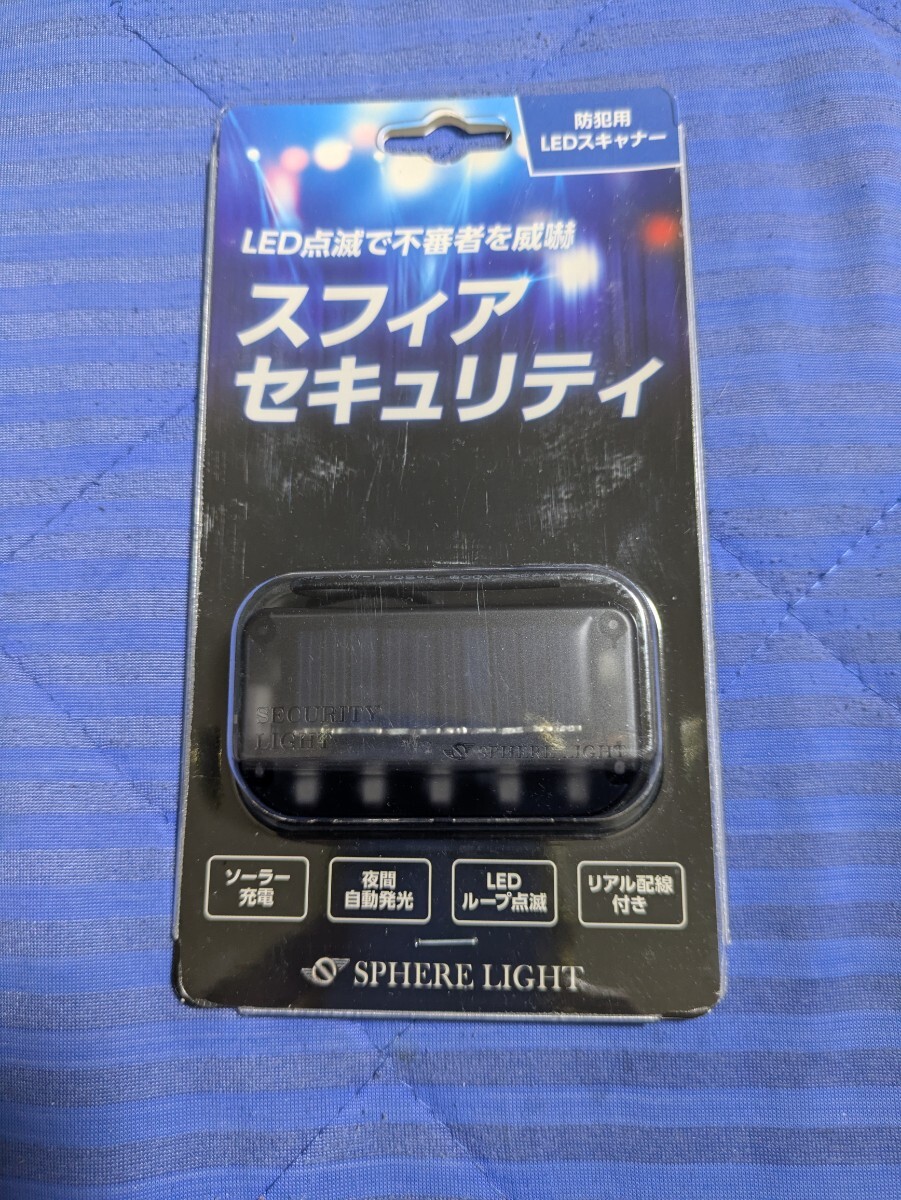 防犯用
LEDスキャナー
LED点滅で不審者を威嚇
スフィア
セキュリティ
SECURITY
LIGHT
SPHERE LIGHT
ソーラー
充電
夜間
自動発光
LED
ループ点滅
リアル配線
付き
SPHERE LIGHT